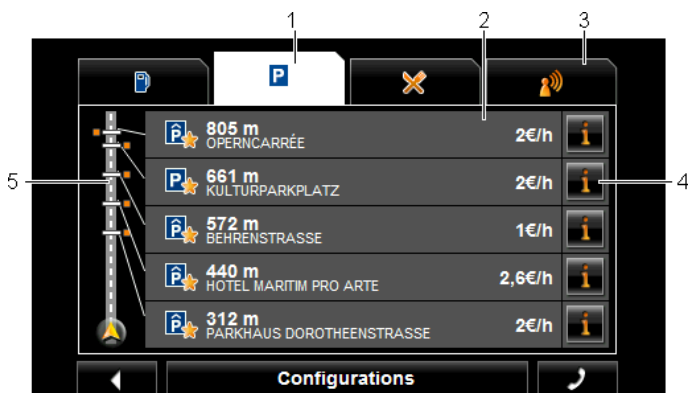 1 2 3
P
805 m 2€/h i
OPERNCARRÉE
661 m 2€/h i 4
KULTURPARKPLATZ
5
572 m 1€/h i
BEHRENSTRASSE
440 m 2,6€/h i
HOTEL MARITIM PRO ARTE
312 m 2€/h i
PARKHAUS DOROTHEENSTRASSE
Configurations